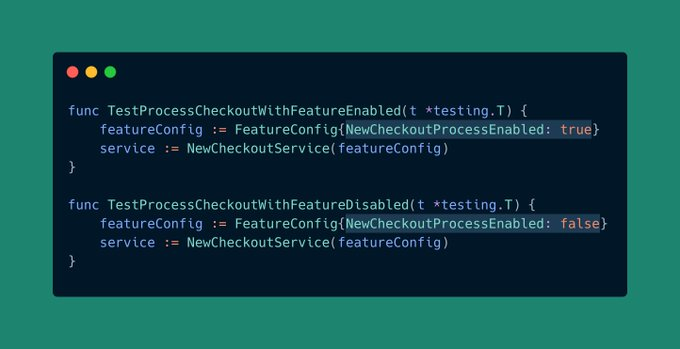 func TestProcessCheckoutWithFeatureEnabled(t *testing.T) {
    featureConfig := FeatureConfig{NewCheckoutProcessEnabled: true}
    service := NewCheckoutService(featureConfig)
}
func TestProcessCheckoutWithFeatureDisabled(t *testing.T) {
    featureConfig := FeatureConfig{NewCheckoutProcessEnabled: false}
    service := NewCheckoutService(featureConfig)
}